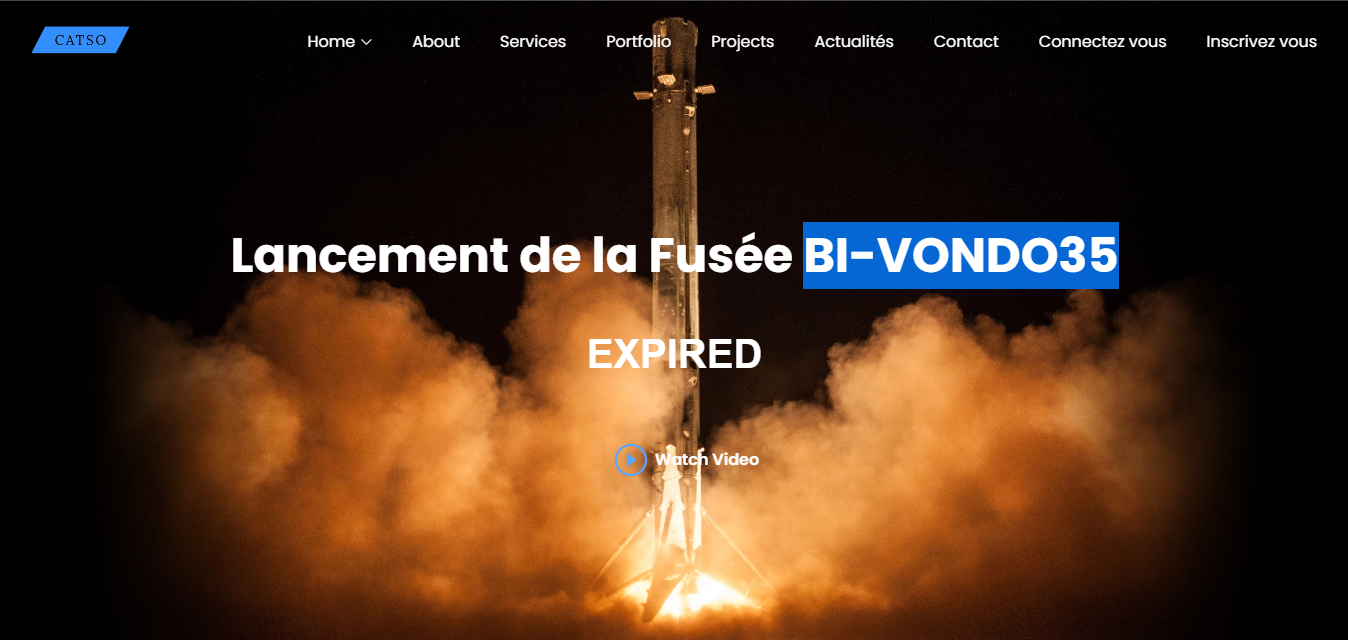 CATSO
Home About Services Portfolio Projects Actualités Contact Connectez vous Inscrivez vous
Lancement de la Fusée BI-VONDO35
EXPIRED
Watch Video